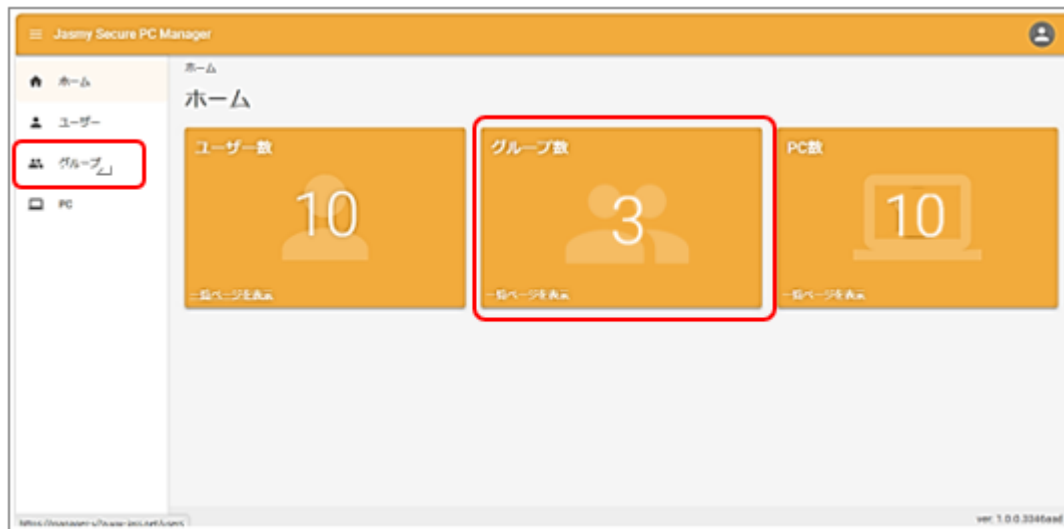 Jasmy Secure PC Manager
ホーム
ユーザー
グループ
PC
ホーム
ホーム
ユーザー数
10
一覧ページを表示
グループ数
3
一覧ページを表示
PC数
10
一覧ページを表示